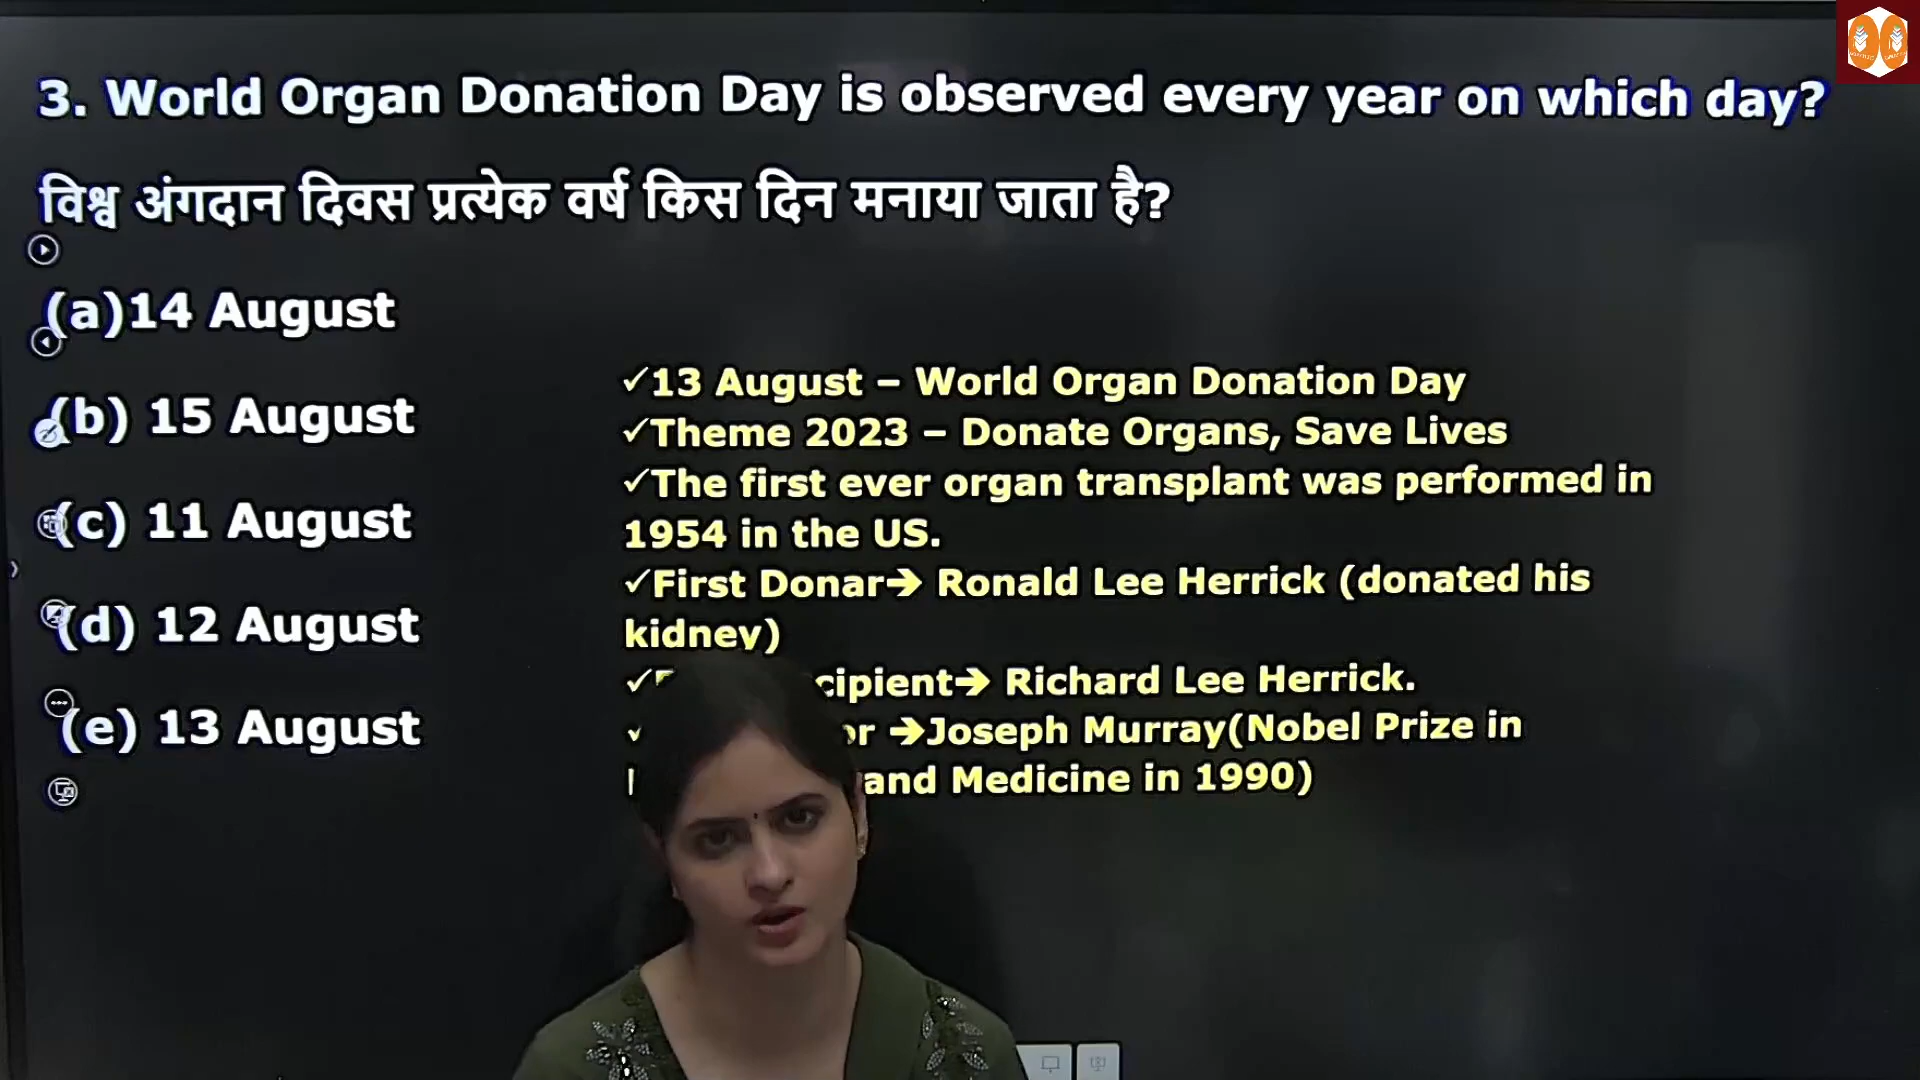 3. World Organ Donation Day is observed every year on which day?
विश्व अंगदान दिवस प्रत्येक वर्ष किस दिन मनाया जाता है?
(a)14 August
(b) 15 August
(c) 11 August
(d) 12 August
(e) 13 August
✓13 August – World Organ Donation Day
✓Theme 2023 – Donate Organs, Save Lives
✓The first ever organ transplant was performed in
1954 in the US.
✓First Donar➔ Ronald Lee Herrick (donated his
kidney)
✓ ➔ Richard Lee Herrick.
✓ ➔Joseph Murray(Nobel Prize in
and Medicine in 1990)